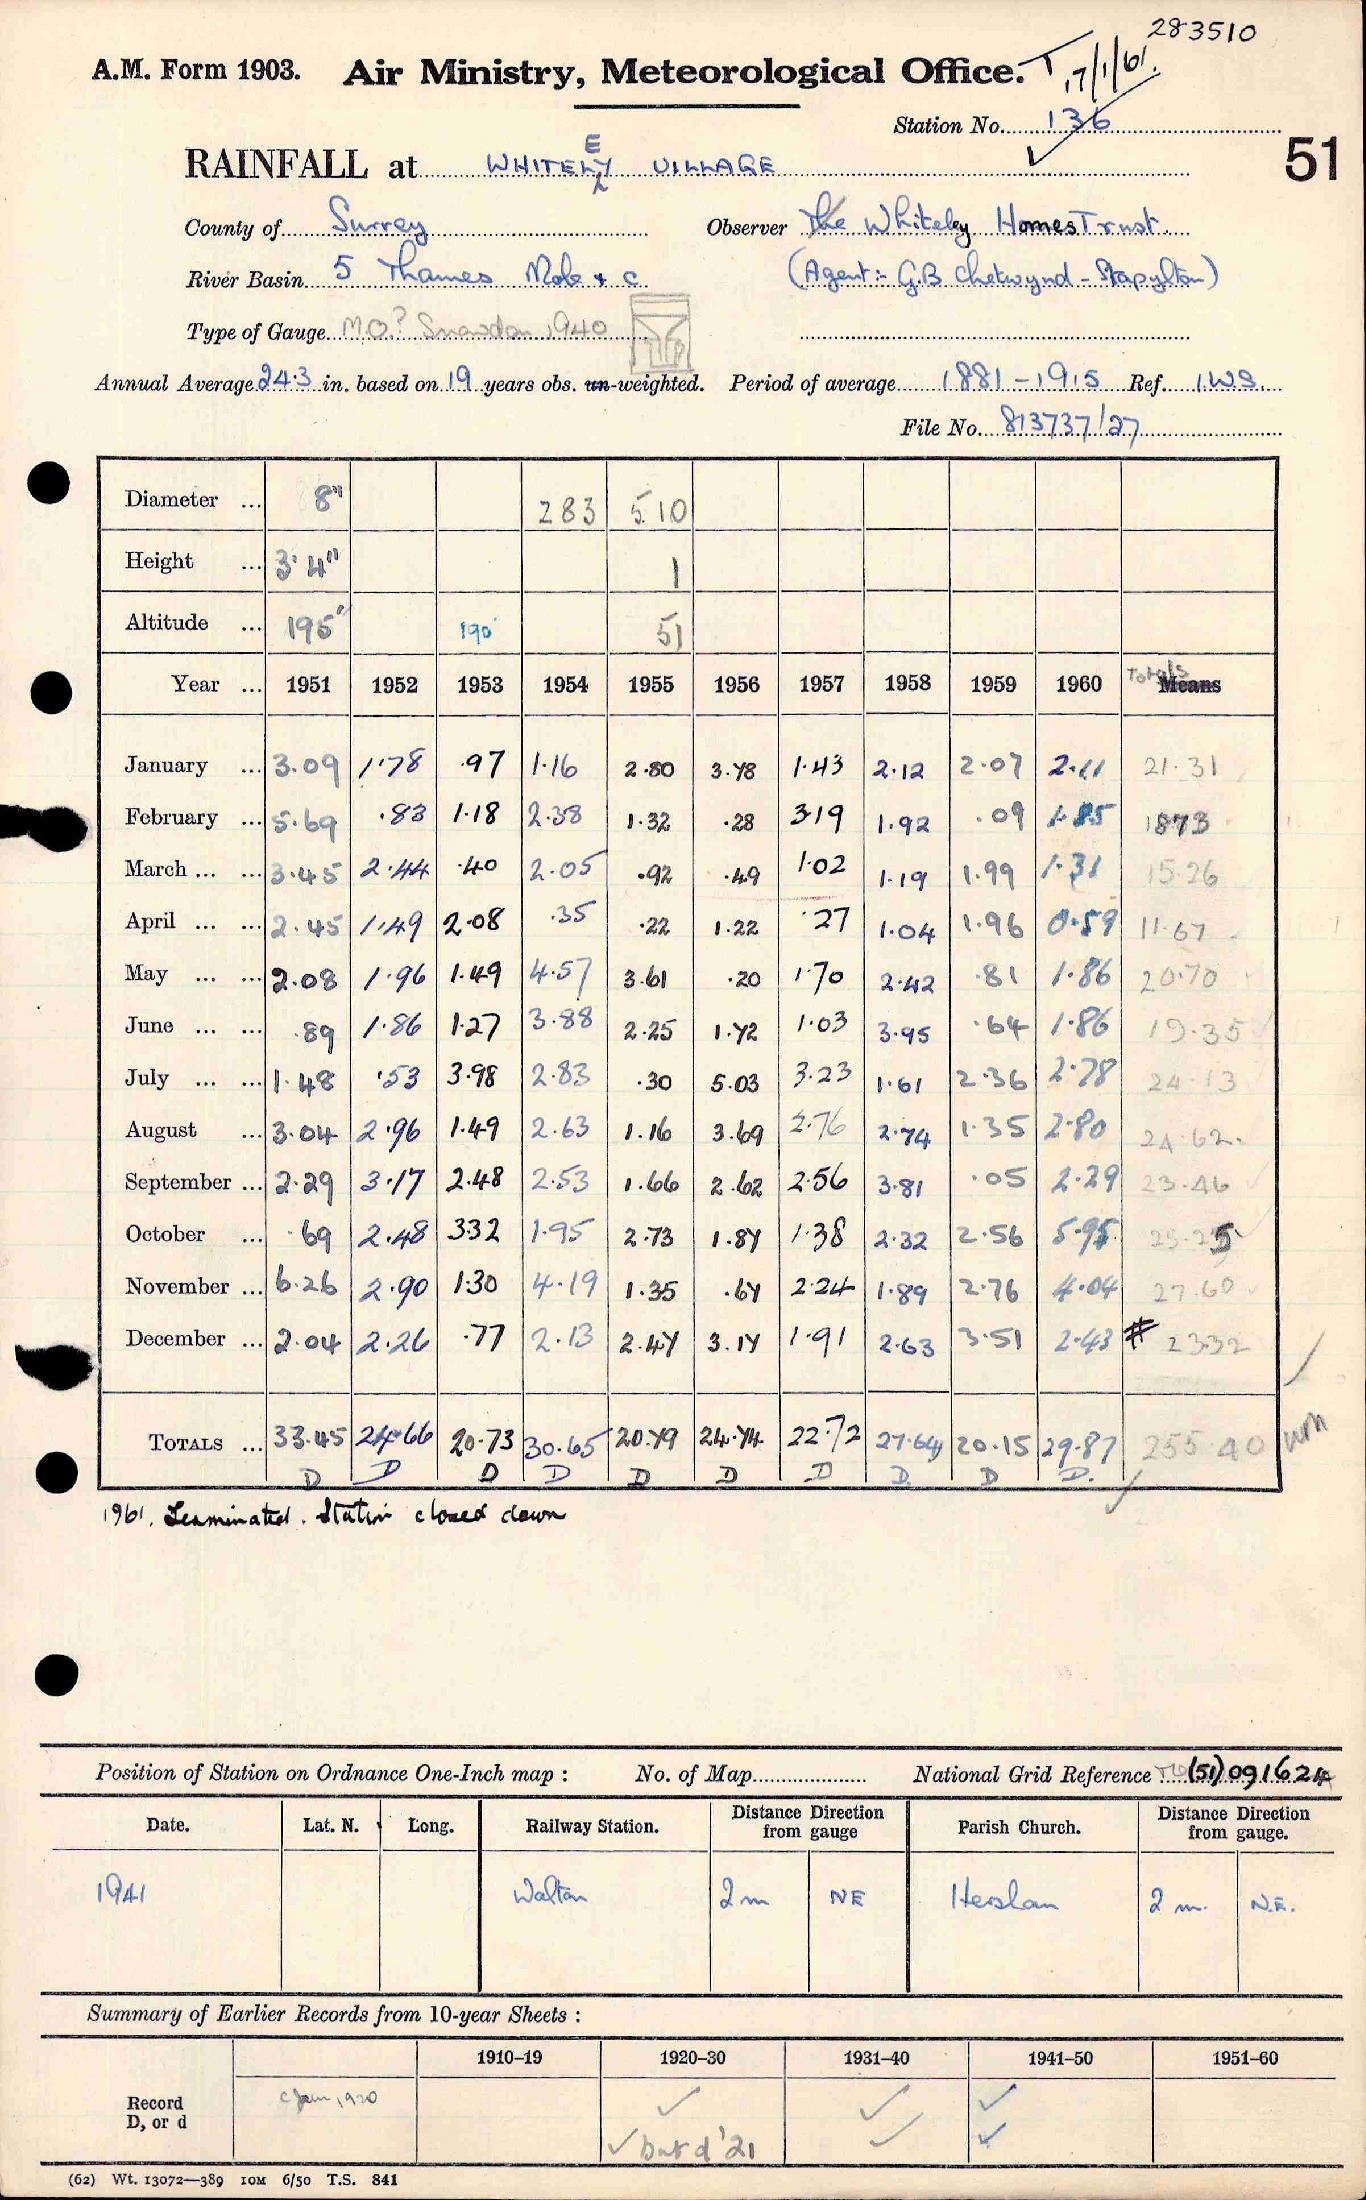 283510
A.M. Form 1903. Air Ministry, Meteorological Office. T 17/1/61.
Station No. 136
51
RAINFALL at WHITELEY VILLAGE
County of Surrey Observer The Whiteley Homes Trust
River Basin 5 Thames Mole & c (Agent:- G.B Chetwynd-Stapylton)
Type of Gauge M.O? Snowdon 1940
Annual Average 24.3 in. based on 19 years obs. un-weighted. Period of average 1881-1915 Ref. I.W.S.
File No. 813737/27
Diameter ... 8" 283 510
Height ... 3' 4" 1
Altitude ... 195' 190 51
Year ... 1951 1952 1953 1954 1955 1956 1957 1958 1959 1960 Totals Means
January ... 3.09 1.78 .97 1.16 2.80 3.78 1.43 2.12 2.07 2.11 21.31
February ... 5.69 .83 1.18 2.38 1.32 .28 3.19 1.92 .09 1.85 1873
March ... ... 3.45 2.44 .40 2.05 .92 .49 1.02 1.19 1.99 1.31 15.26
April ... ... 2.45 1.49 2.08 .35 .22 1.22 .27 1.04 1.96 0.59 11.67
May ... ... 2.08 1.96 1.49 4.57 3.61 .20 1.70 2.42 .81 1.86 20.70
June ... ... .89 1.86 1.27 3.88 2.25 1.72 1.03 3.95 .64 1.86 19.35
July ... ... 1.48 .53 3.98 2.83 .30 5.03 3.23 1.61 2.36 2.78 24.13
August ... 3.04 2.96 1.49 2.63 1.16 3.69 2.76 2.74 1.35 2.80 24.62.
September ... 2.29 3.17 2.48 2.53 1.66 2.62 2.56 3.81 .05 2.29 23.46
October ... .69 2.48 332 1.95 2.73 1.87 1.38 2.32 2.56 5.95 25.25
November ... 6.26 2.90 1.30 4.19 1.35 .67 2.24 1.89 2.76 4.04 27.60
December ... 2.04 2.26 .77 2.13 2.47 3.17 1.91 2.63 3.51 2.43 # 23.32
TOTALS ... 33.45 24.66 20.73 30.65 20.79 24.74 22.72 27.64 20.15 29.87 255.40
D D D D D D D D D D.
1961. Terminated. Station closed down
Position of Station on Ordnance One-Inch map : No. of Map National Grid Reference (51) 091624
Date. Lat. N. Long. Railway Station. Distance Direction from gauge Parish Church. Distance Direction from gauge.
1941 Walton 2 m NE Hersham 2 m. N.E.
Summary of Earlier Records from 10-year Sheets :
1910–19 1920–30 1931–40 1941–50 1951–60
Record D, or d c Jan, 1920 ✓ ✓ ✓
✓ but d '21 ✓ ✓
(62) Wt. 13072—389 10M 6/50 T.S. 841